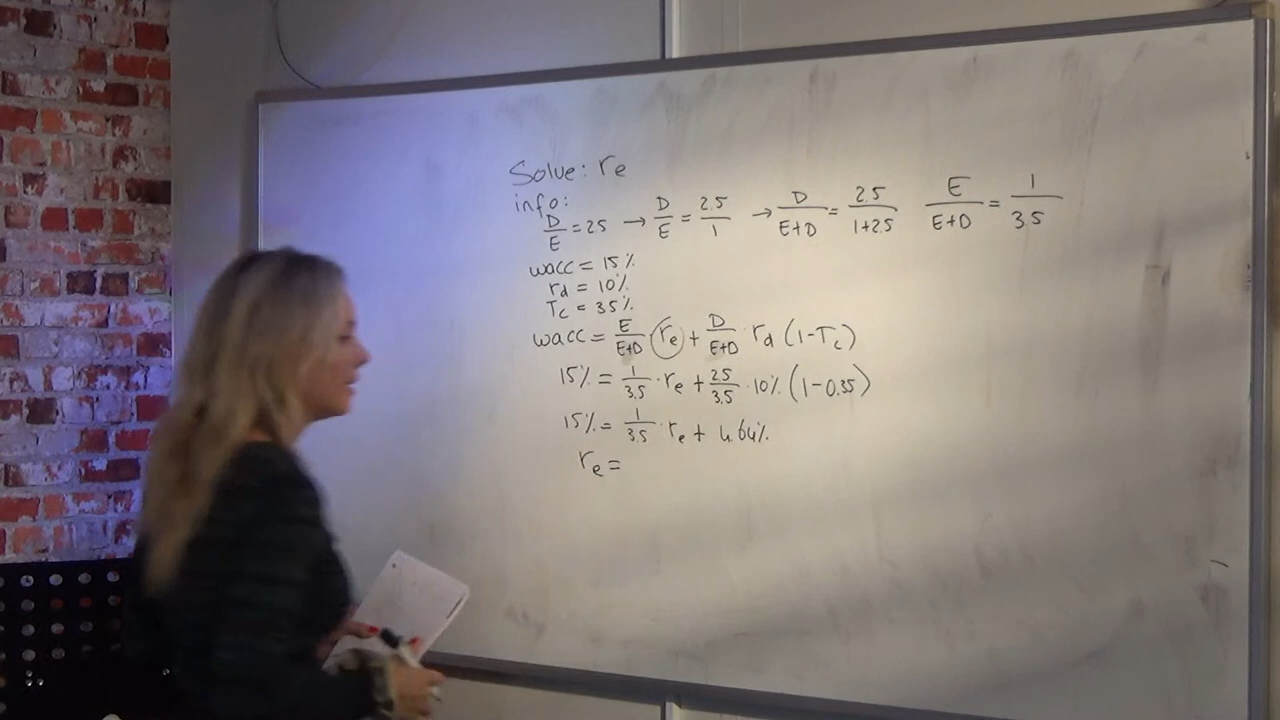 Solve: re
info:
D/E = 2.5 → D/E = 2.5/1 → D/E+D = 2.5/1+2.5 E/E+D = 1/3.5
wacc = 15%
rd = 10%
Tc = 35%
wacc = E/E+D · re + D/E+D · rd (1-Tc)
15% = 1/3.5 · re + 2.5/3.5 · 10% (1-0.35)
15% = 1/3.5 · re + 4.64%
re =